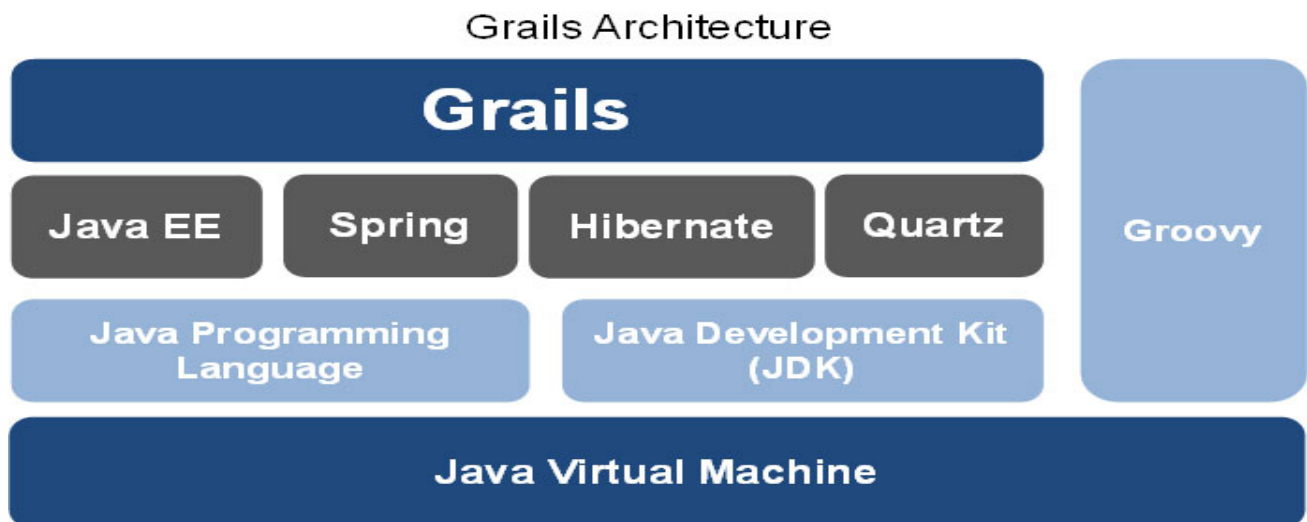 Grails Architecture
Grails
Java EE
Spring
Hibernate
Quartz
Groovy
Java Programming
Language
Java Development Kit
(JDK)
Java Virtual Machine